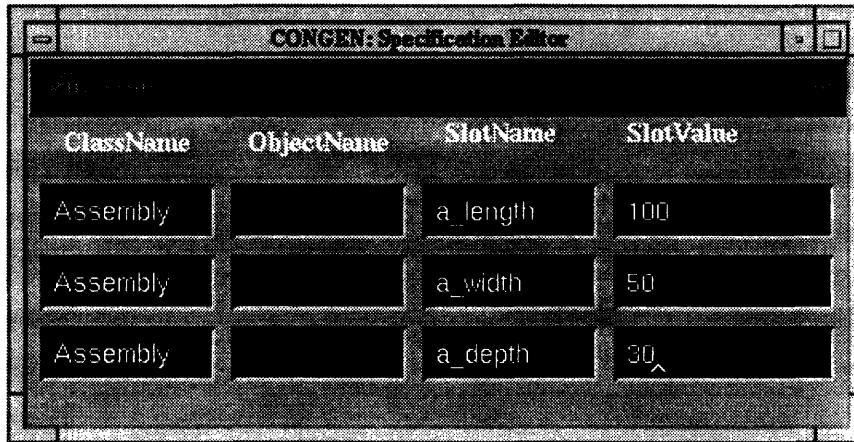 CONGEN: Specification Editor
ClassName ObjectName SlotName SlotValue
Assembly a_length 100
Assembly a_width 50
Assembly a_depth 30